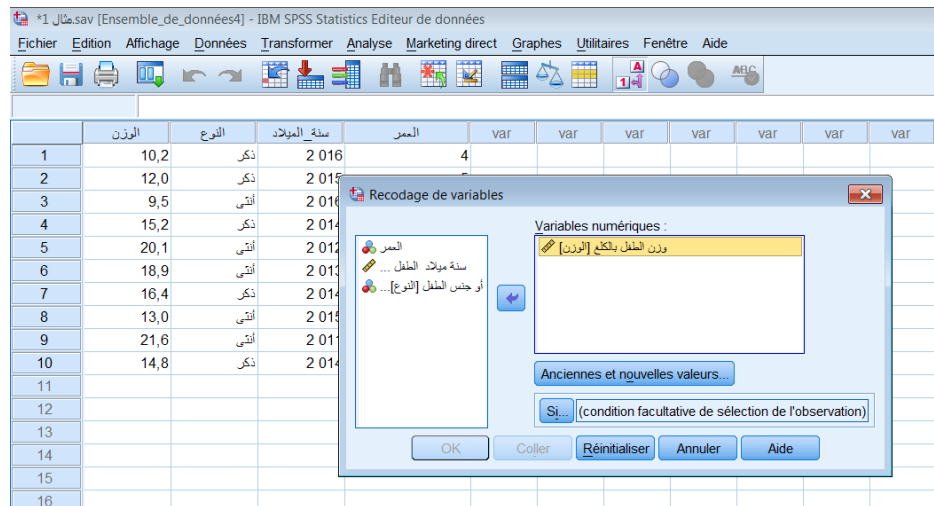 *1 مثال.sav [Ensemble_de_données4] - IBM SPSS Statistics Editeur de données
Fichier Edition Affichage Données Transformer Analyse Marketing direct Graphes Utilitaires Fenêtre Aide
الوزن النوع سنة_الميلاد العمر var var var var var var var
1 10,2 ذكر 2 016 4
2 12,0 ذكر 2 015
3 9,5 أنثى 2 016
4 15,2 ذكر 2 014
5 20,1 أنثى 2 012
6 18,9 أنثى 2 013
7 16,4 ذكر 2 014
8 13,0 أنثى 2 015
9 21,6 أنثى 2 011
10 14,8 ذكر 2 014
11
12
13
14
15
16
Recodage de variables
Variables numériques :
العمر
سنة ميلاد الطفل ...
أو جنس الطفل [النوع]...
وزن الطفل بالكلغ [الوزن]
Anciennes et nouvelles valeurs...
Si... (condition facultative de sélection de l'observation)
OK Coller Réinitialiser Annuler Aide